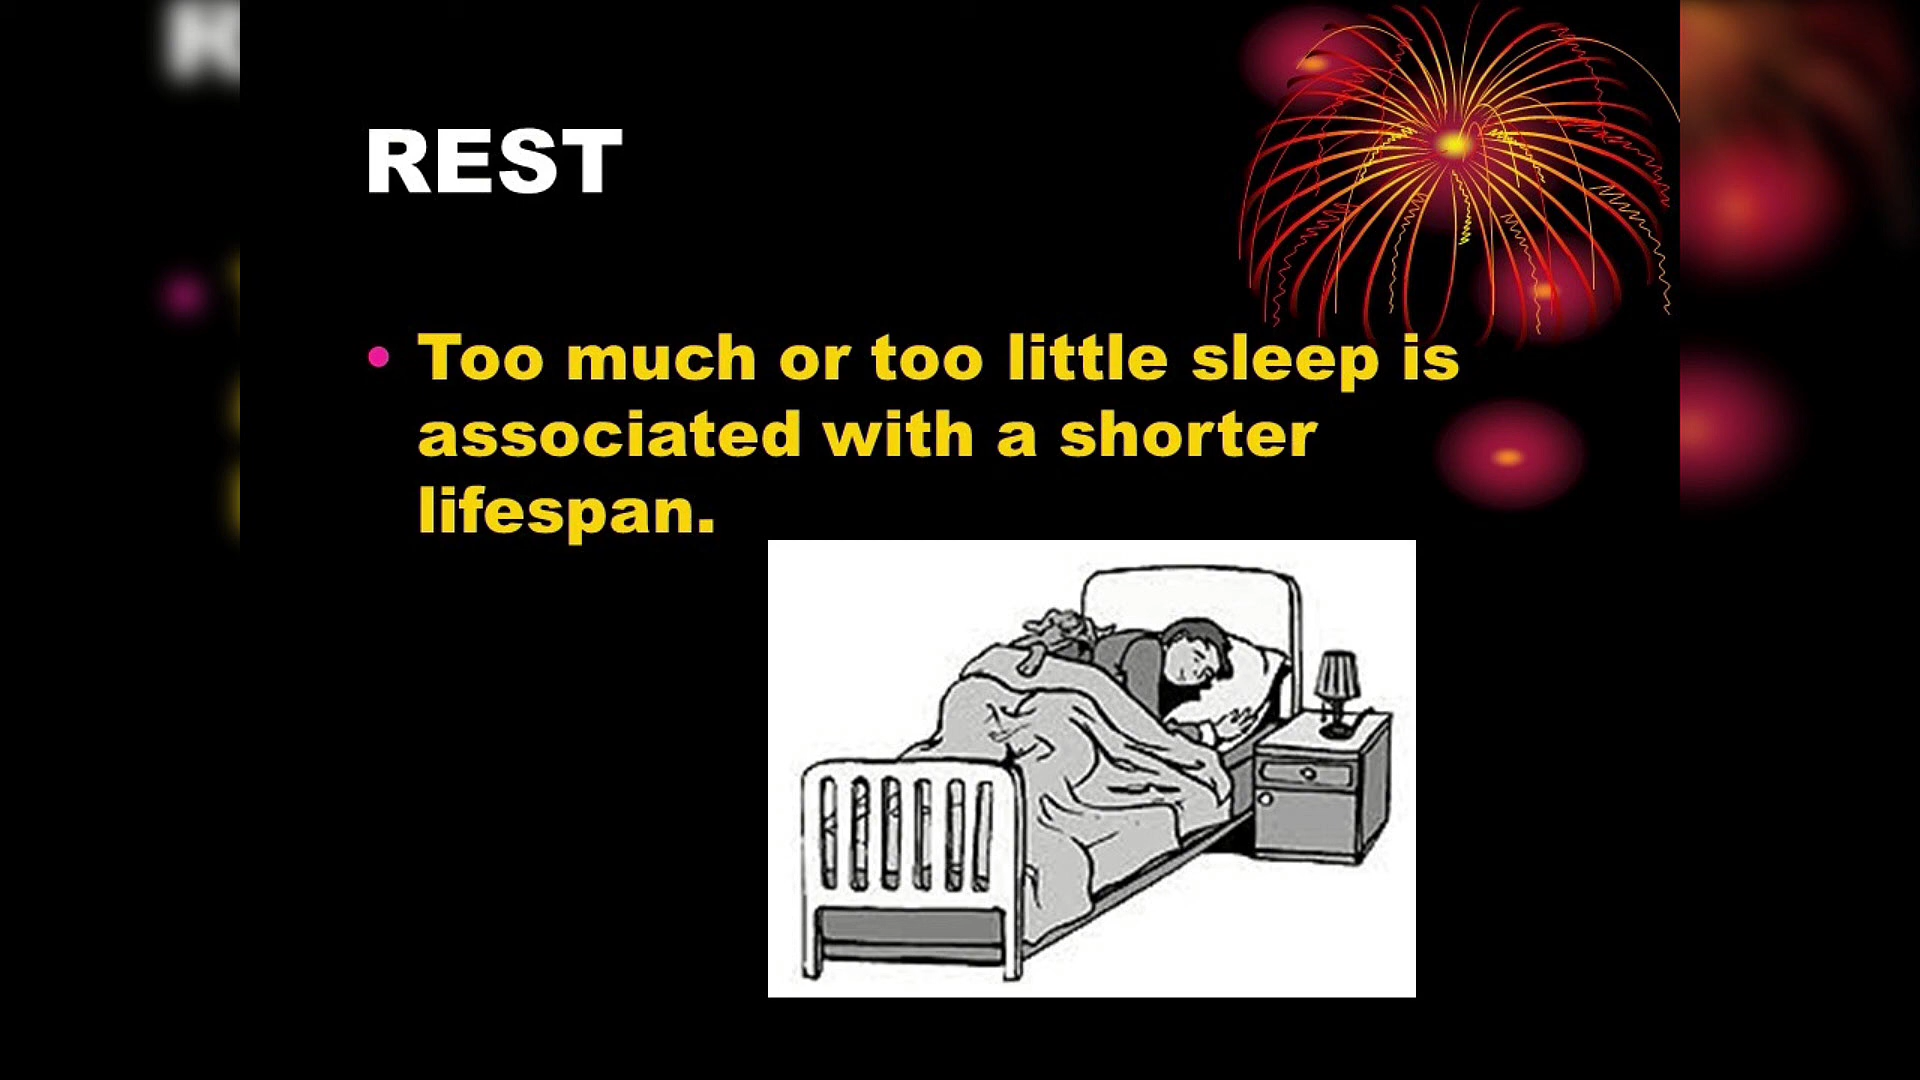 REST
• Too much or too little sleep is
associated with a shorter
lifespan.